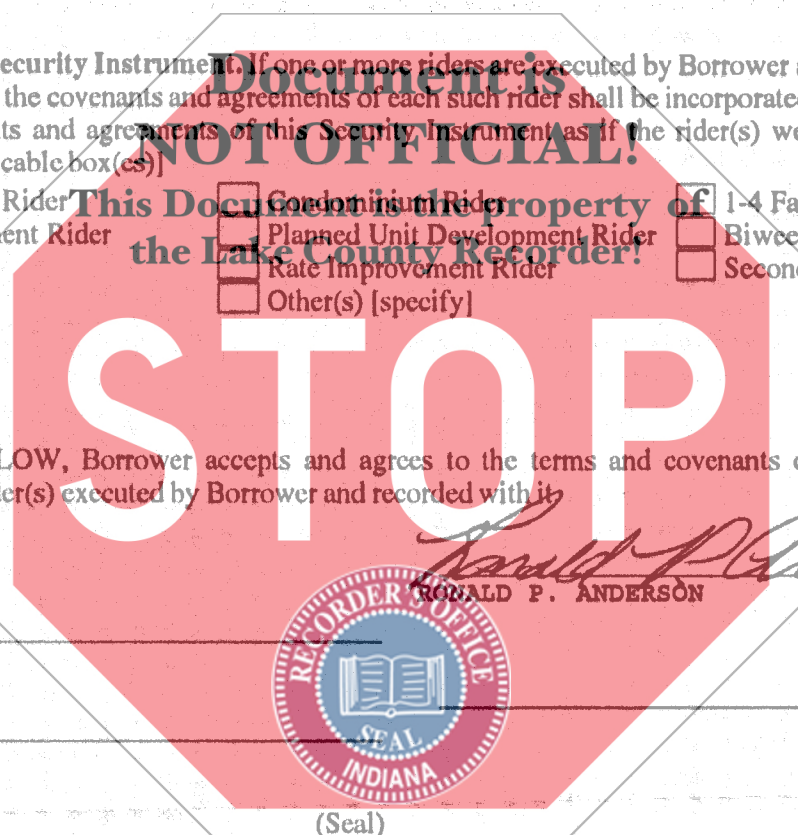 ecurity Instrument. If one or more riders are executed by Borrower
Document is
the covenants and agreements of each such rider shall be incorporate
ts and agreements of this Security Instrument as if the rider(s) we
NOT OFFICIAL!
cable box(es)]
Rider Condominium Rider 1-4 Fa
This Document is the property of
ent Rider Planned Unit Development Rider Biwee
the Lake County Recorder!
Rate Improvement Rider Second
Other(s) [specify]
STOP
LOW, Borrower accepts and agrees to the terms and covenants
er(s) executed by Borrower and recorded with it.
Ronald P
RONALD P. ANDERSON
RECORDER'S OFFICE
SEAL
INDIANA
(Seal)